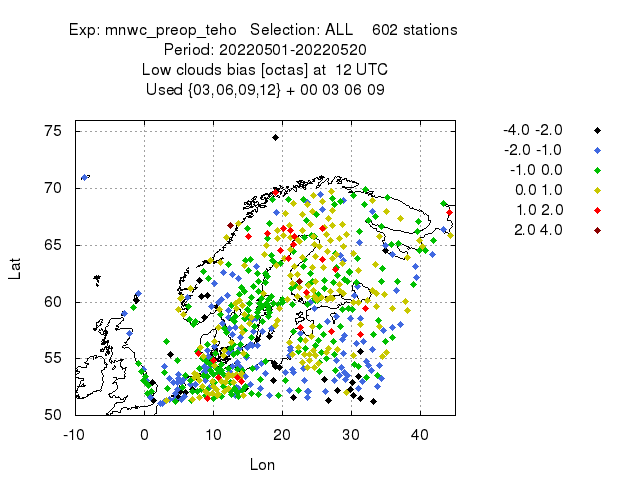 Exp: mnwc_preop_teho   Selection: ALL    602 stations
Period: 20220501-20220520
Low clouds bias [octas] at  12 UTC
Used {03,06,09,12} + 00 03 06 09
75
70
65
60
55
50
Lat
-10 0 10 20 30 40
Lon
-4.0 -2.0
-2.0 -1.0
-1.0 0.0
0.0 1.0
1.0 2.0
2.0 4.0